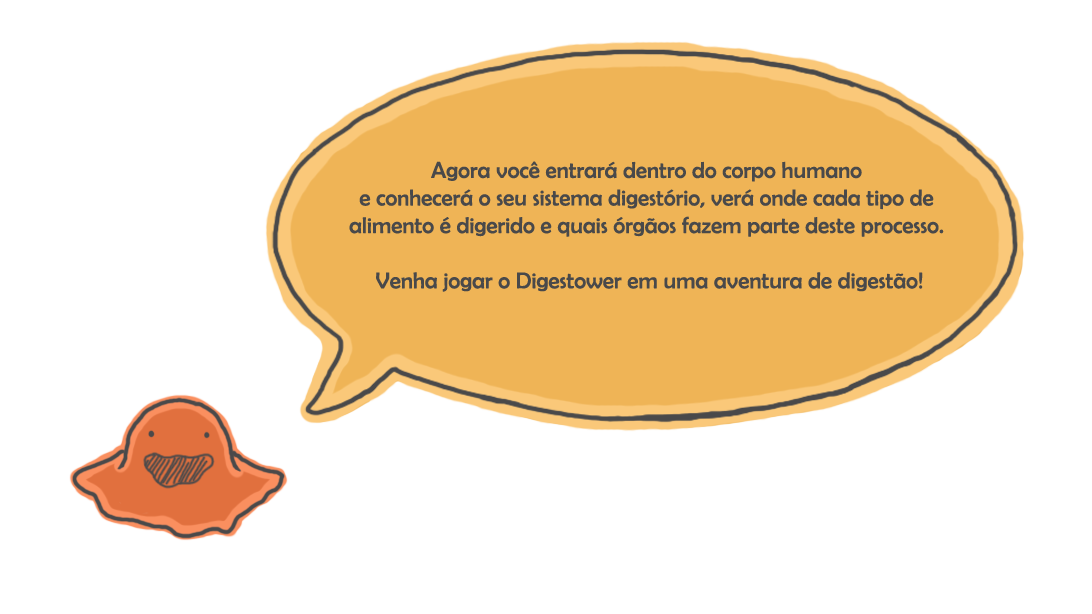 Agora você entrará dentro do corpo humano
e conhecerá o seu sistema digestório, verá onde cada tipo de
alimento é digerido e quais órgãos fazem parte deste processo.
Venha jogar o Digestower em uma aventura de digestão!